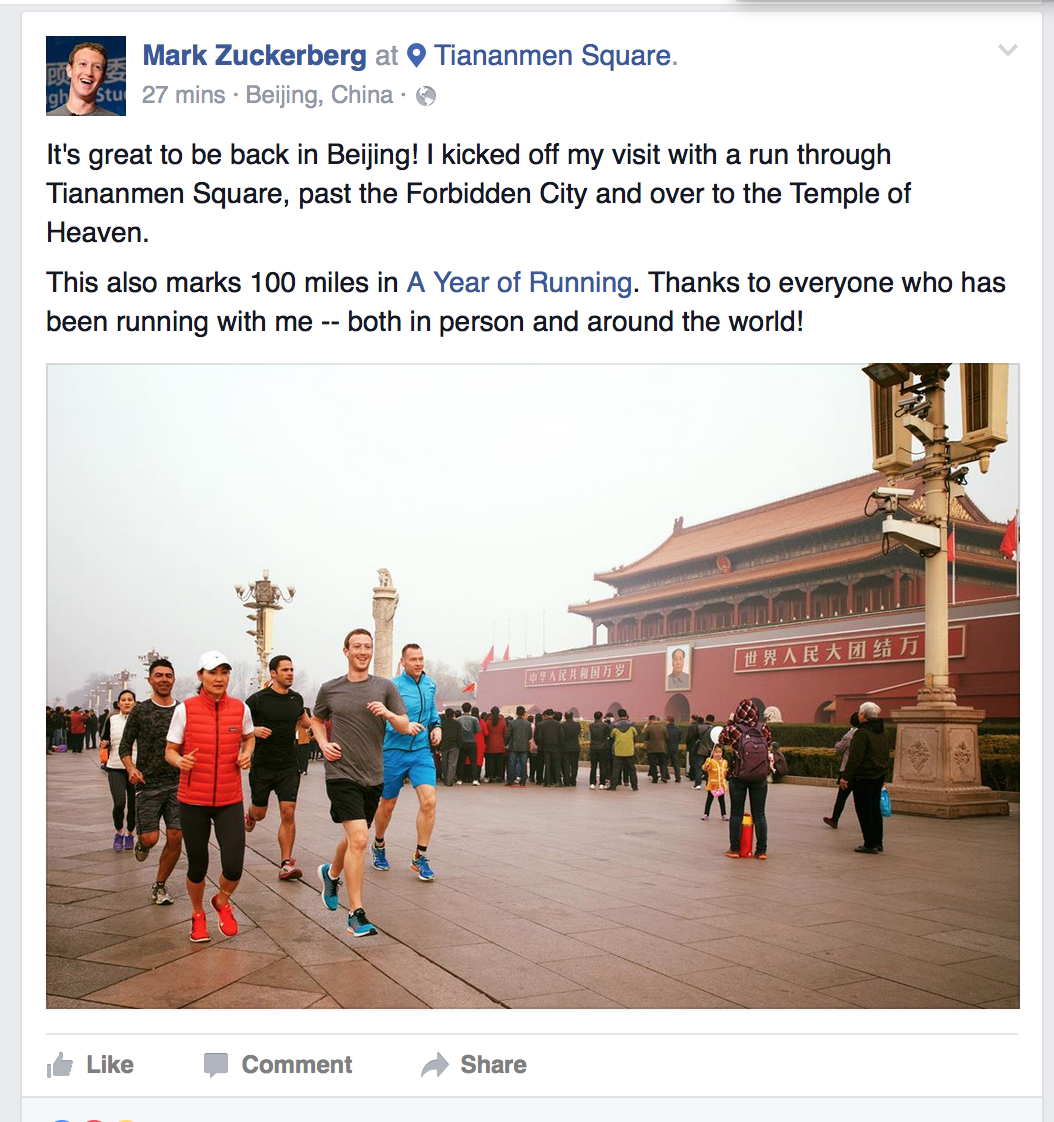 Mark Zuckerberg at Tiananmen Square.
27 mins · Beijing, China ·
It's great to be back in Beijing! I kicked off my visit with a run through
Tiananmen Square, past the Forbidden City and over to the Temple of
Heaven.
This also marks 100 miles in A Year of Running. Thanks to everyone who has
been running with me -- both in person and around the world!
中华人民共和国万岁
世界人民大团结万
Like Comment Share